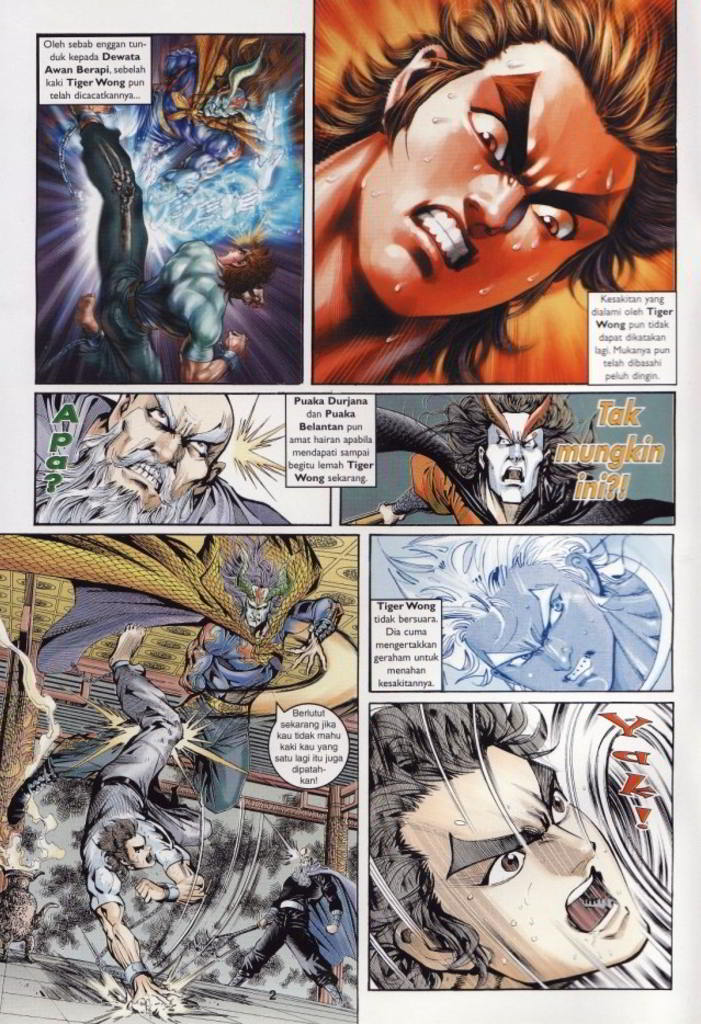 Oleh sebab enggan tun-
duk kepada Dewata
Awan Berapi, sebelah
kaki Tiger Wong pun
telah dicacatkannya...
Kesakitan yang
dialami oleh Tiger
Wong pun tidak
dapat dikatakan
lagi. Mukanya pun
telah dibasahi
peluh dingin.
Apa?
Puaka Durjana
dan Puaka
Belantan pun
amat hairan apabila
mendapati sampai
begitu lemah Tiger
Wong sekarang.
Tak
mungkin
ini?!
Berlutut
sekarang jika
kau tidak mahu
kaki kau yang
satu lagi itu juga
dipatah-
kan!
Tiger Wong
tidak bersuara.
Dia cuma
mengertakkan
geraham untuk
menahan
kesakitannya.
Yak!
2